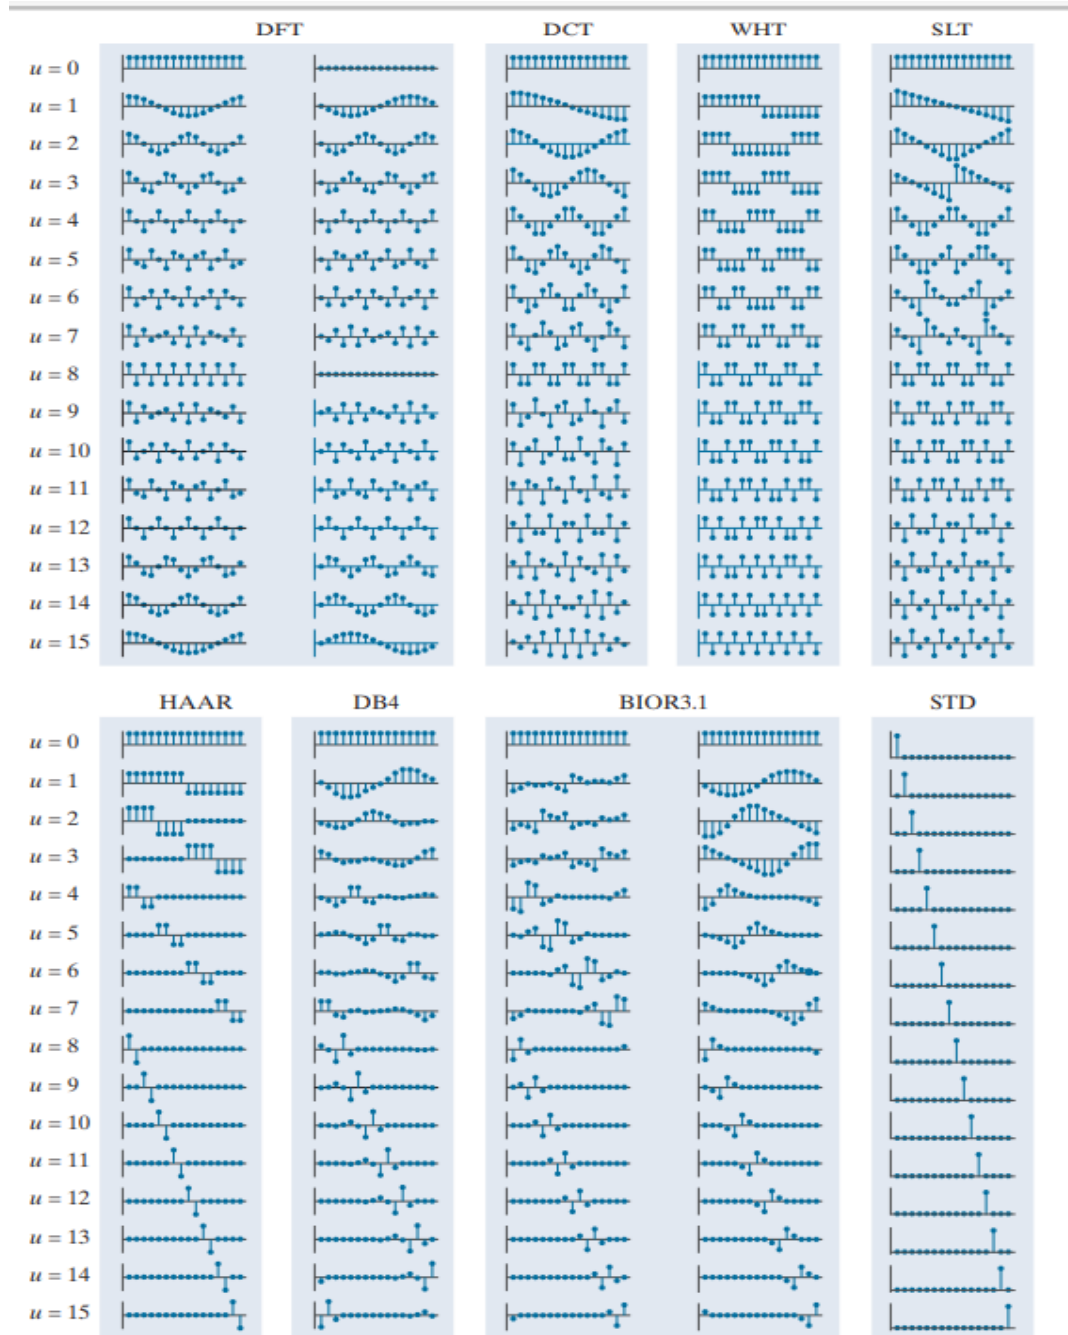 DFT DCT WHT SLT
u = 0
u = 1
u = 2
u = 3
u = 4
u = 5
u = 6
u = 7
u = 8
u = 9
u = 10
u = 11
u = 12
u = 13
u = 14
u = 15
HAAR DB4 BIOR3.1 STD
u = 0
u = 1
u = 2
u = 3
u = 4
u = 5
u = 6
u = 7
u = 8
u = 9
u = 10
u = 11
u = 12
u = 13
u = 14
u = 15